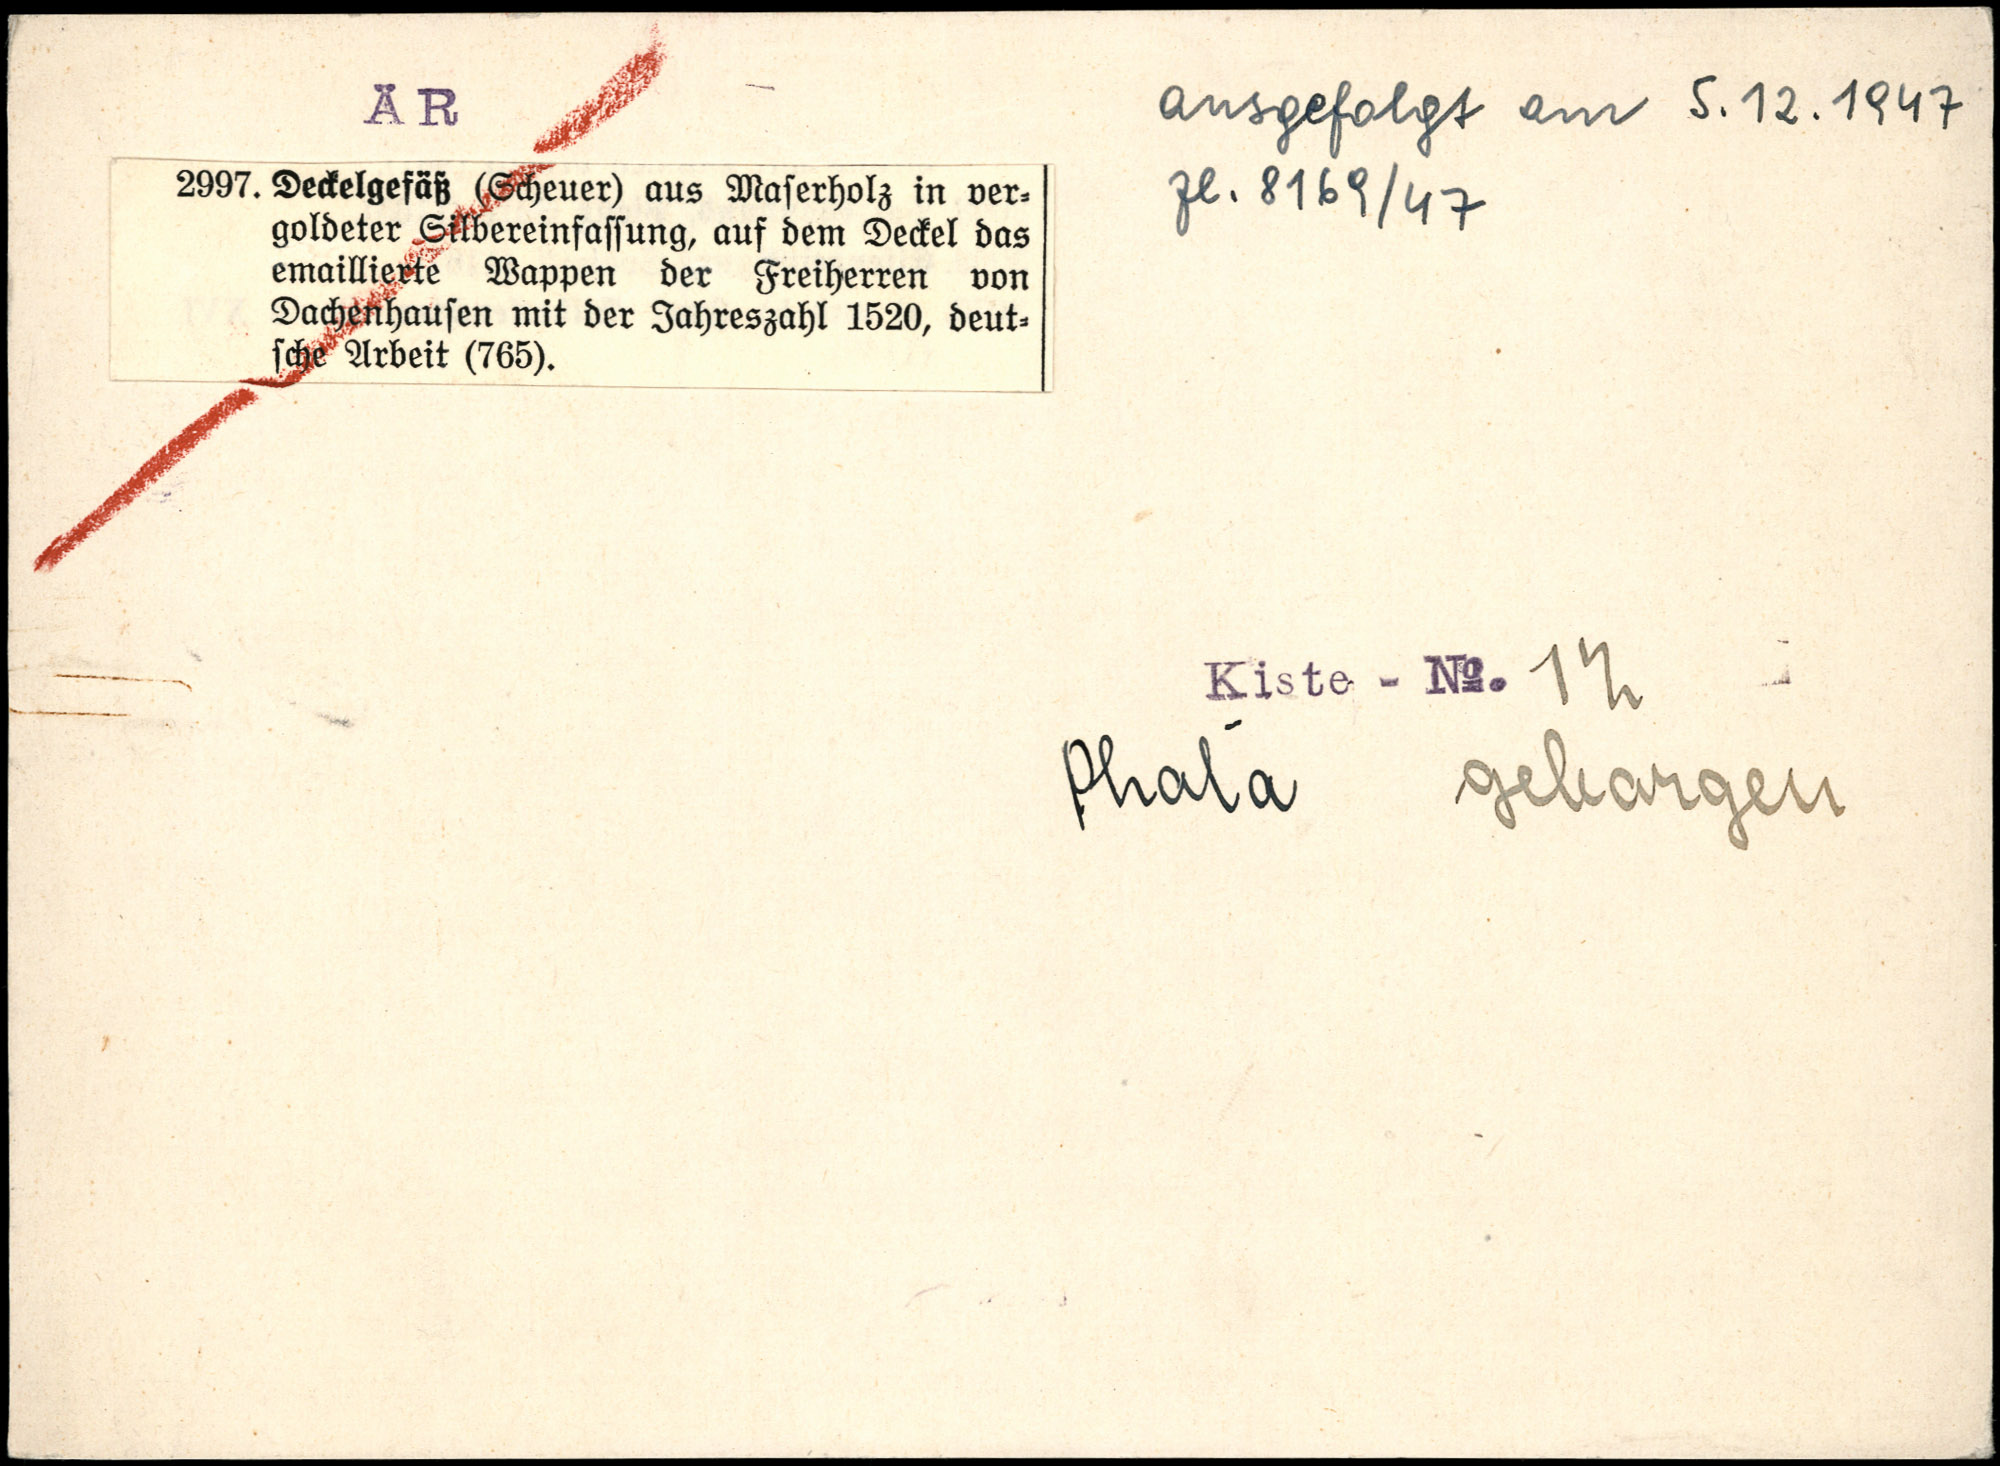 ÄR
ausgefolgt am 5.12.1947
zl. 8169/47
2997. Deckelgefäß (Scheuer) aus Maserholz in ver-
goldeter Silbereinfassung, auf dem Deckel das
emaillierte Wappen der Freiherren von
Dachenhausen mit der Jahreszahl 1520, deut-
sche Arbeit (765).
Kiste - No.
geborgen